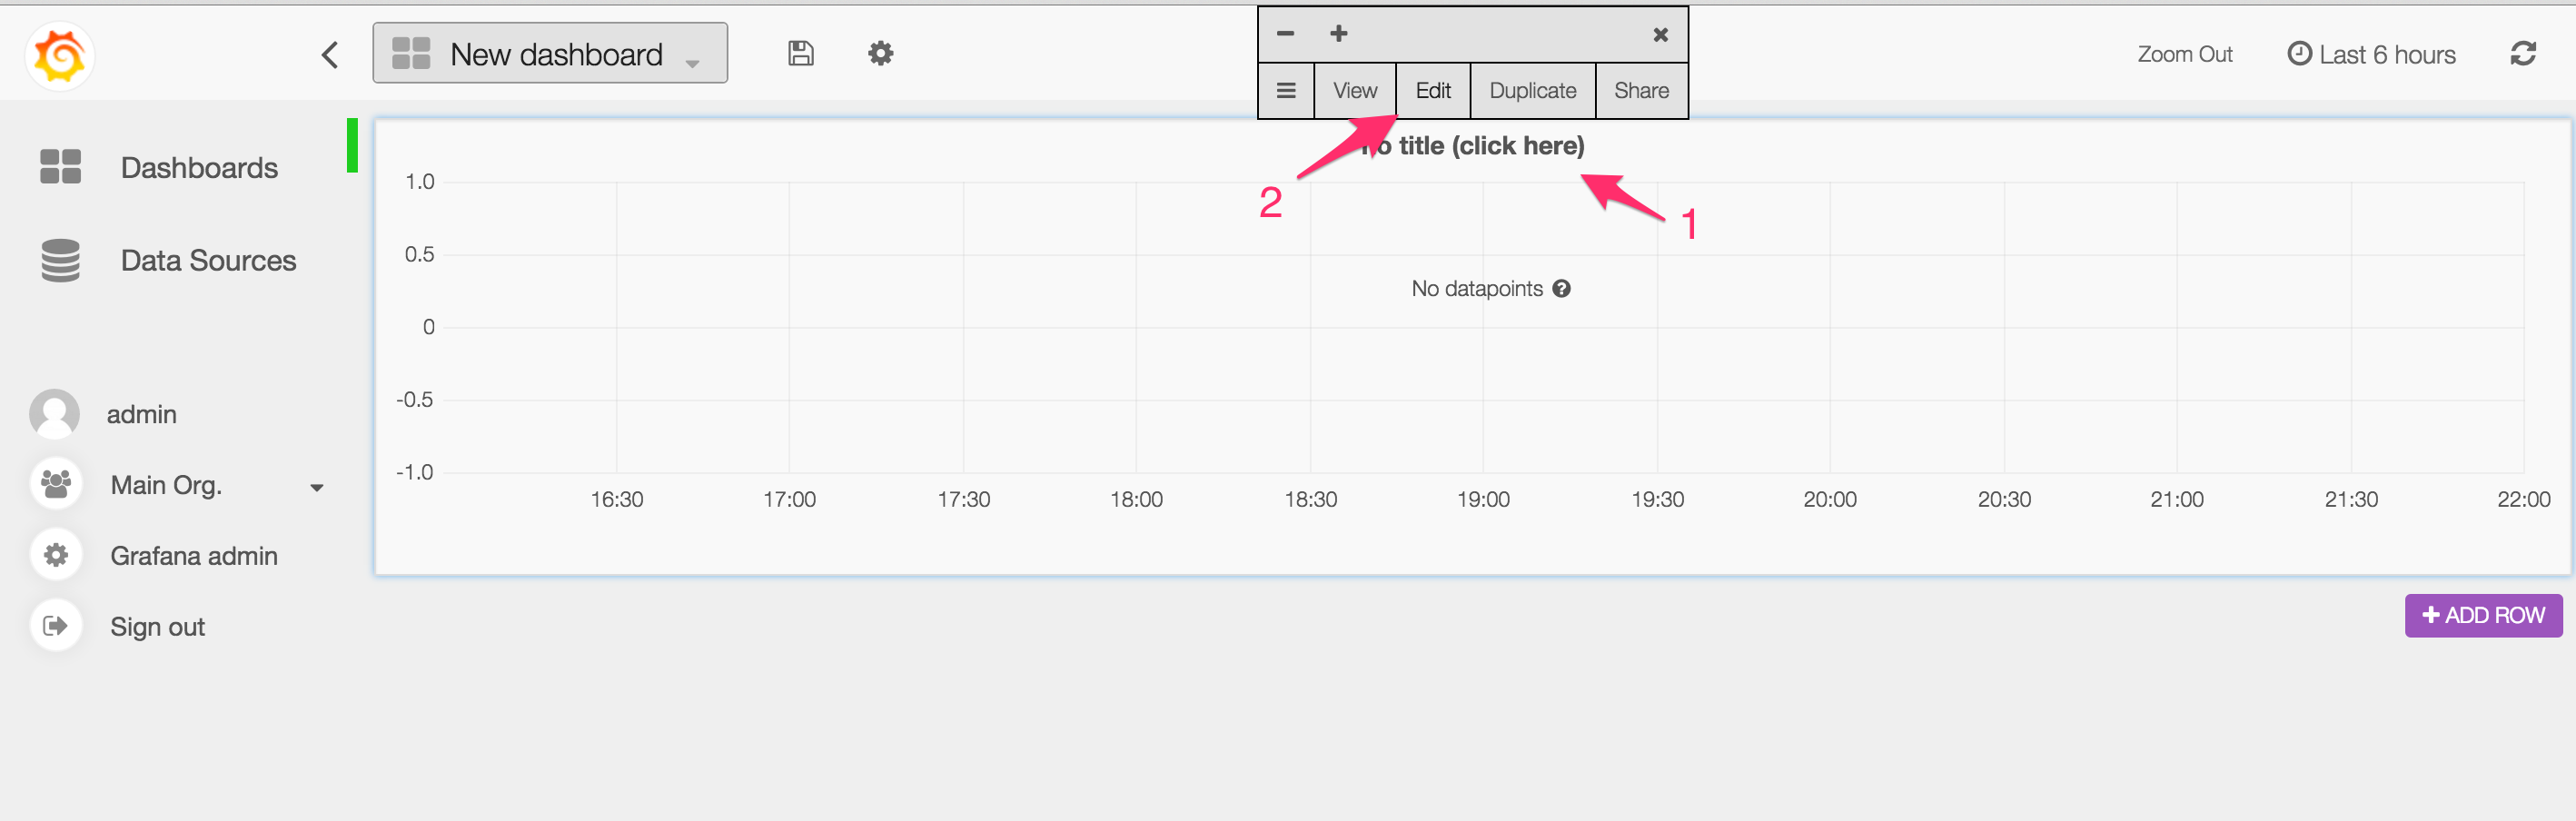 New dashboard
Zoom Out
Last 6 hours
View
Edit
Duplicate
Share
Dashboards
Data Sources
admin
Main Org.
Grafana admin
Sign out
no title (click here)
2
1
1.0
0.5
No datapoints
0
-0.5
-1.0
16:30
17:00
17:30
18:00
18:30
19:00
19:30
20:00
20:30
21:00
21:30
22:00
+ ADD ROW